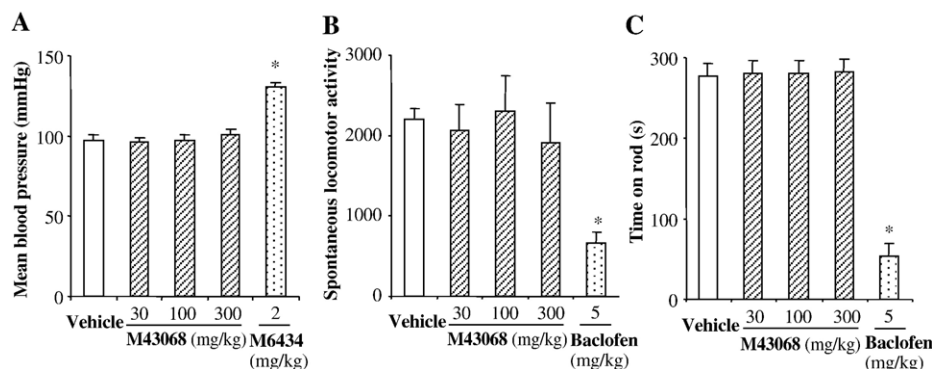 A
Mean blood pressure (mmHg)
150
100
50
0
*
Vehicle
30 100 300
M43068 (mg/kg)
2
M6434
(mg/kg)
B
Spontaneous locomotor activity
3000
2000
1000
0
*
Vehicle
30 100 300
M43068 (mg/kg)
5
Baclofen
(mg/kg)
C
Time on rod (s)
300
200
100
0
*
Vehicle
30 100 300
M43068 (mg/kg)
5
Baclofen
(mg/kg)